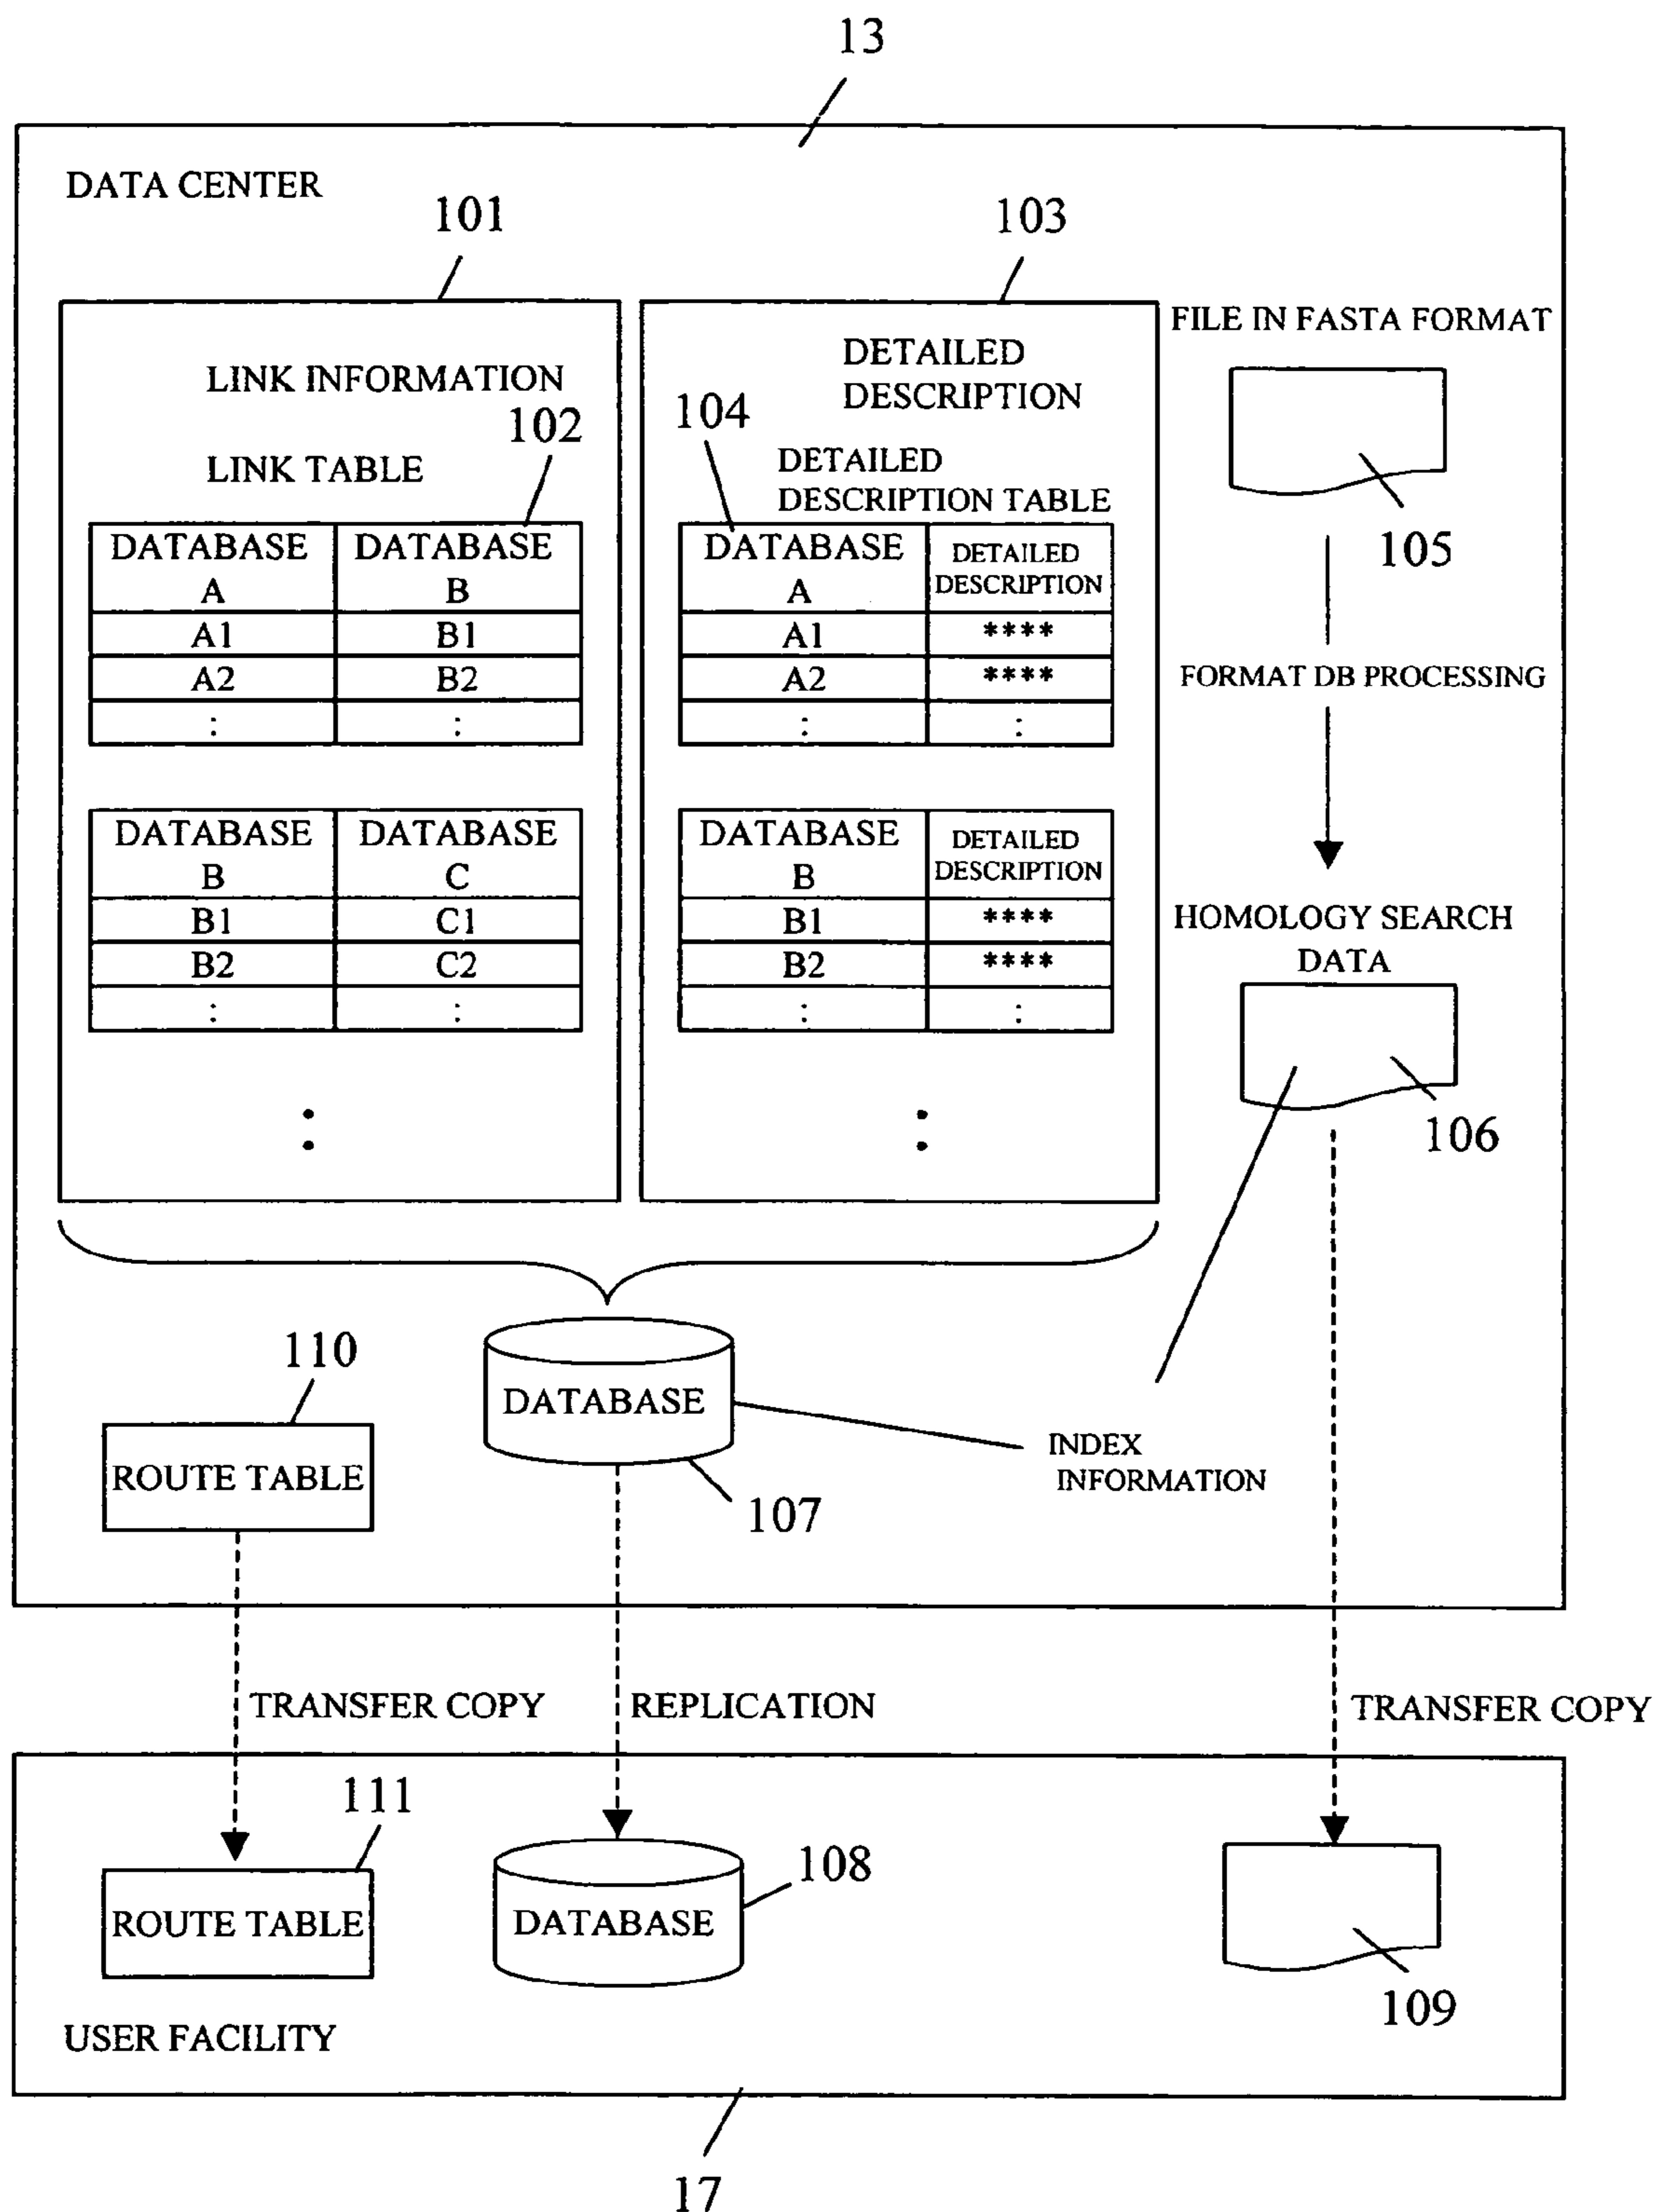 13
DATA CENTER
101
103
LINK INFORMATION
102
LINK TABLE
DATABASE A
DATABASE B
A1
B1
A2
B2
:
:
DATABASE B
DATABASE C
B1
C1
B2
C2
:
:
:
DETAILED
DESCRIPTION
104
DETAILED
DESCRIPTION TABLE
DATABASE A
DETAILED DESCRIPTION
A1
****
A2
****
:
:
DATABASE B
DETAILED DESCRIPTION
B1
****
B2
****
:
:
:
FILE IN FASTA FORMAT
105
FORMAT DB PROCESSING
HOMOLOGY SEARCH
DATA
106
110
ROUTE TABLE
DATABASE
107
INDEX
INFORMATION
TRANSFER COPY
REPLICATION
TRANSFER COPY
111
ROUTE TABLE
108
DATABASE
109
USER FACILITY
17